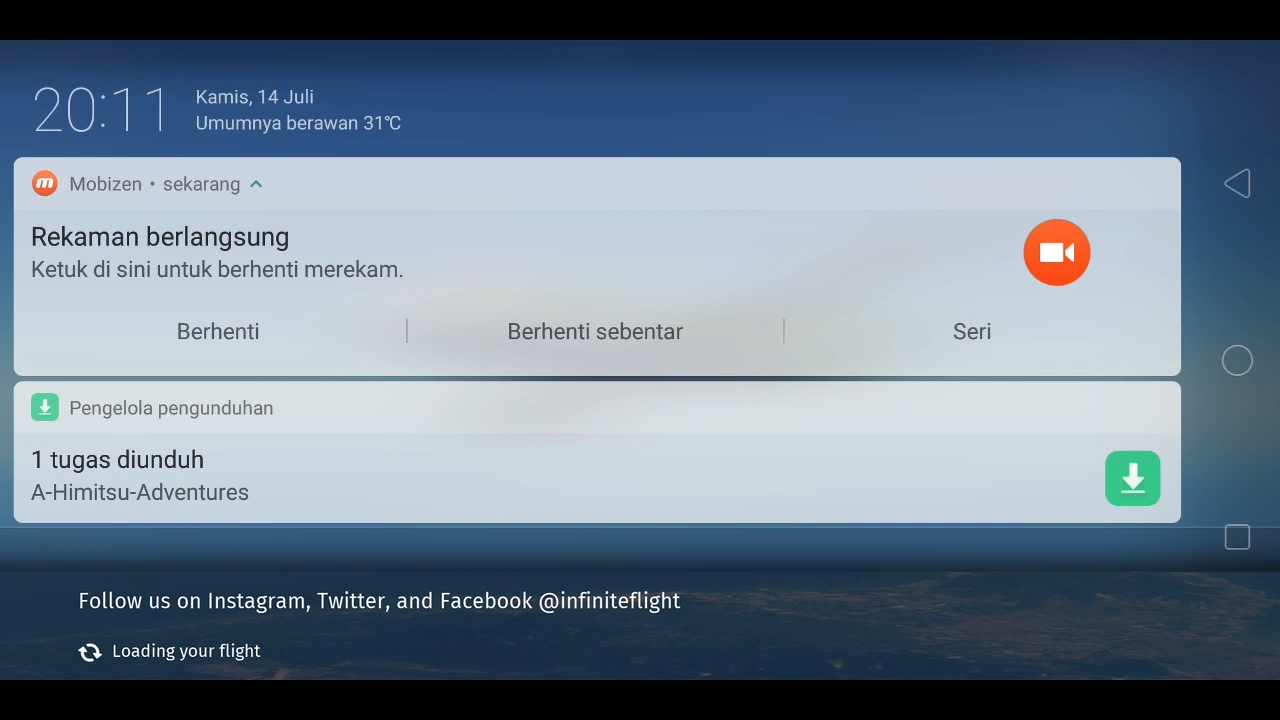 20:11
Kamis, 14 Juli
Umumnya berawan 31℃
Mobizen • sekarang
Rekaman berlangsung
Ketuk di sini untuk berhenti merekam.
Berhenti | Berhenti sebentar | Seri
Pengelola pengunduhan
1 tugas diunduh
A-Himitsu-Adventures
Follow us on Instagram, Twitter, and Facebook @infiniteflight
Loading your flight